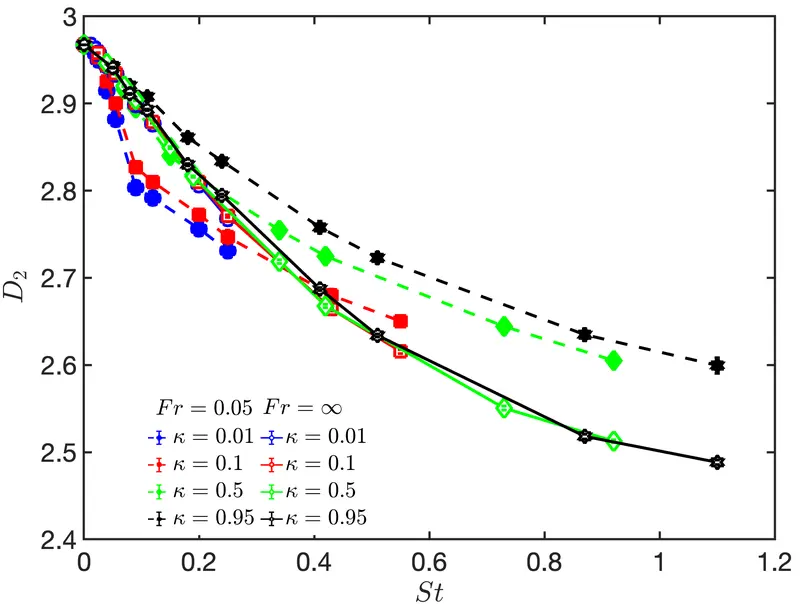 3
2.9
2.8
2.7
2.6
2.5
2.4
D₂
0 0.2 0.4 0.6 0.8 1 1.2
St
Fr = 0.05 Fr = ∞
κ = 0.01 κ = 0.01
κ = 0.1 κ = 0.1
κ = 0.5 κ = 0.5
κ = 0.95 κ = 0.95